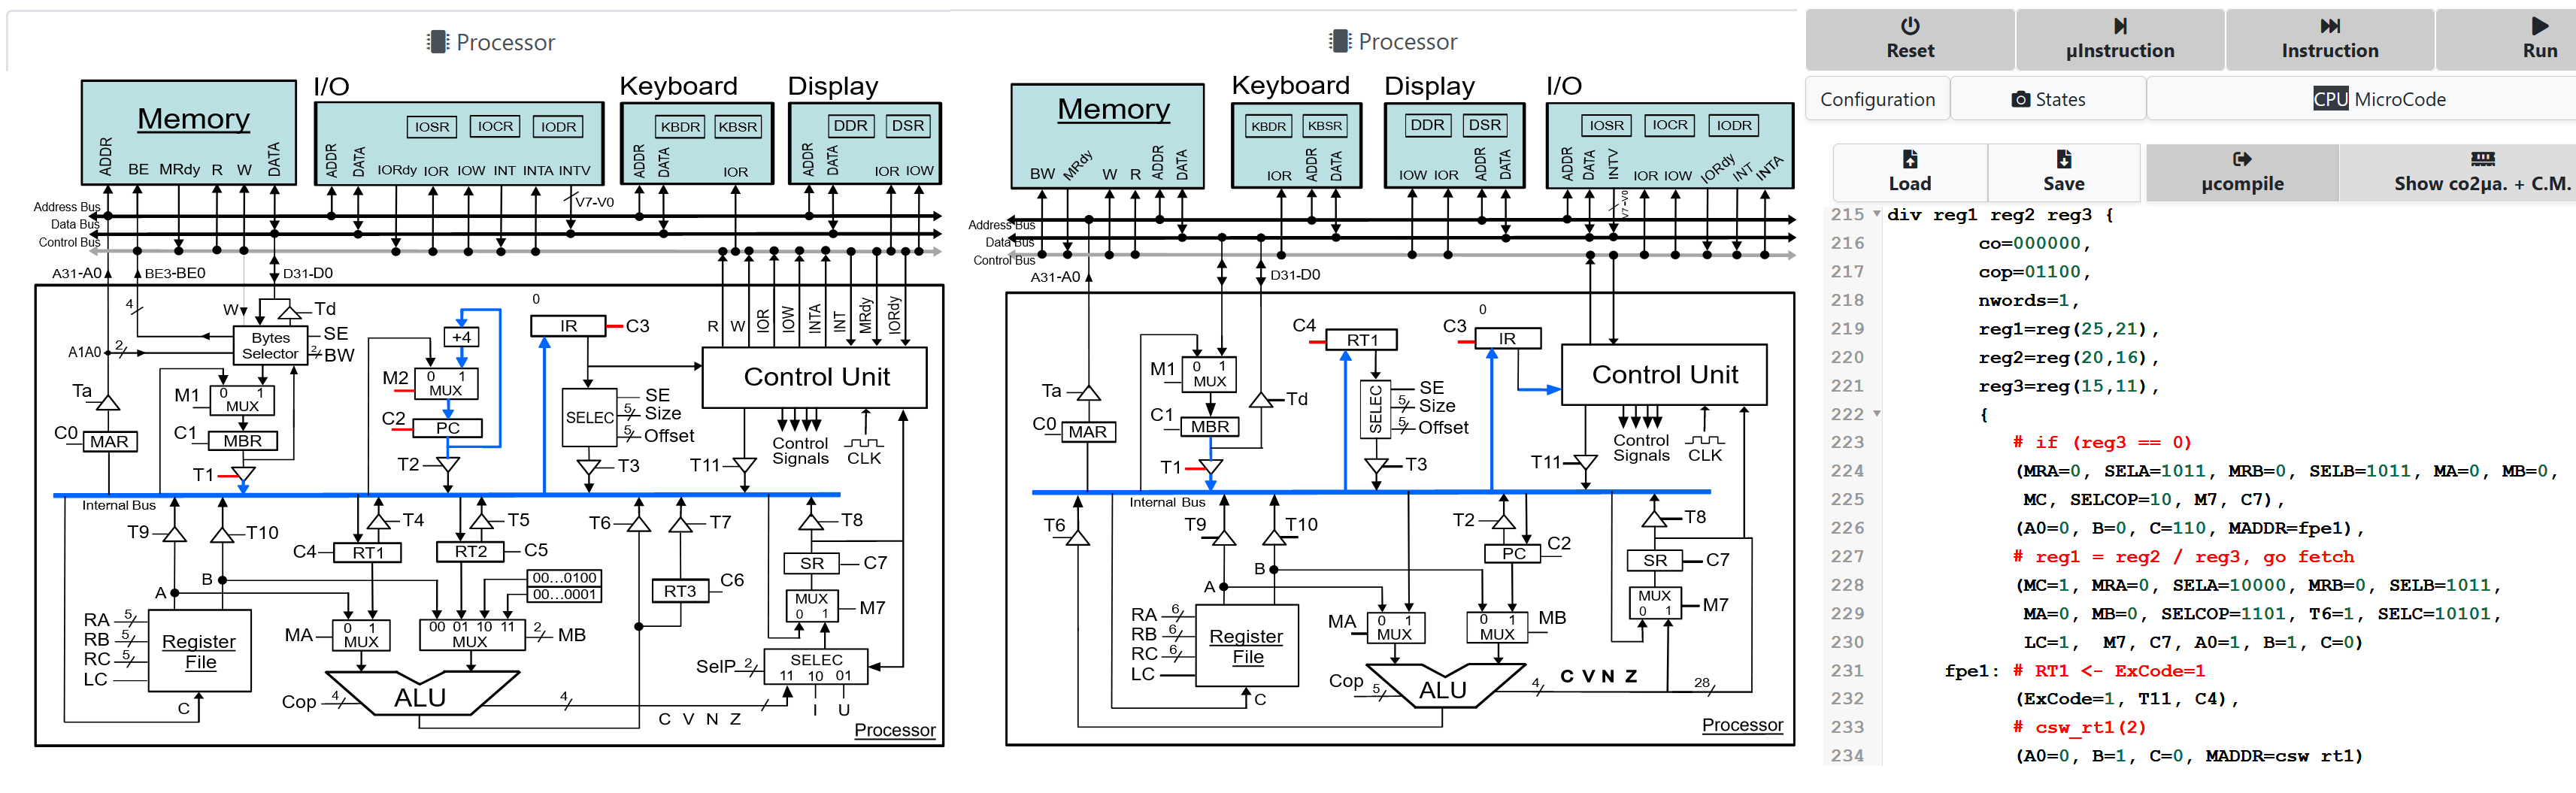 Processor
I/O
Keyboard
Display
Memory
IOSR
IOCR
IODR
KBDR
KBSR
DDR
DSR
ADDR
BE
MRdy
R
W
DATA
ADDR
DATA
IORdy
IOR
IOW
INT
INTA
INTV
ADDR
DATA
IOR
ADDR
DATA
IOR
IOW
V7-V0
Address Bus
Data Bus
Control Bus
A31-A0
BE3-BE0
D31-D0
4
W
Td
Bytes
Selector
SE
BW
2
A1A0
2
+4
0
IR
C3
R
W
IOR
IOW
INTA
INT
MRdy
IORdy
Ta
M1
0 1
MUX
M2
0 1
MUX
C2
PC
SELEC
SE
5
Size
5
Offset
Control Unit
C0
MAR
C1
MBR
Control
Signals
CLK
T1
T2
T3
T11
Internal Bus
T9
T10
T4
T5
T6
T7
T8
C4
RT1
RT2
C5
00...0100
00...0001
RT3
C6
SR
C7
MUX
0 1
M7
A
B
RA
5
RB
5
RC
5
LC
Register
File
C
MA
0 1
MUX
00 01 10 11
MUX
2
MB
SelP
2
SELEC
11 10 01
Cop
4
ALU
4
C V N Z
I U
Processor
Processor
Memory
Keyboard
Display
I/O
KBDR
KBSR
DDR
DSR
IOSR
IOCR
IODR
BW
MRdy
W
R
ADDR
DATA
IOR
ADDR
DATA
IOW
IOR
ADDR
DATA
ADDR
DATA
INTV
IOR
IOW
IORdy
INT
INTA
V7-V0
Address Bus
Data Bus
Control Bus
A31-A0
D31-D0
0
C4
RT1
C3
IR
M1
0 1
MUX
Ta
Td
C1
MBR
C0
MAR
SELEC
SE
5
Size
5
Offset
Control Unit
Control
Signals
CLK
T1
T3
T11
Internal Bus
T6
T9
T10
T2
T8
PC
C2
SR
C7
MUX
0 1
M7
A
B
RA
6
RB
6
RC
6
LC
Register
File
C
MA
0 1
MUX
0 1
MUX
MB
Cop
5
ALU
4
C V N Z
28
Processor
Reset
µInstruction
Instruction
Run
Configuration
States
CPU MicroCode
Load
Save
µcompile
Show co2µa. + C.M.
215 div reg1 reg2 reg3 {
216 co=000000,
217 cop=01100,
218 nwords=1,
219 reg1=reg(25,21),
220 reg2=reg(20,16),
221 reg3=reg(15,11),
222 {
223 # if (reg3 == 0)
224 (MRA=0, SELA=1011, MRB=0, SELB=1011, MA=0, MB=0,
225 MC, SELCOP=10, M7, C7),
226 (A0=0, B=0, C=110, MADDR=fpe1),
227 # reg1 = reg2 / reg3, go fetch
228 (MC=1, MRA=0, SELA=10000, MRB=0, SELB=1011,
229 MA=0, MB=0, SELCOP=1101, T6=1, SELC=10101,
230 LC=1, M7, C7, A0=1, B=1, C=0)
231 fpe1: # RT1 <- ExCode=1
232 (ExCode=1, T11, C4),
233 # csw_rt1(2)
234 (A0=0, B=1, C=0, MADDR=csw rt1)